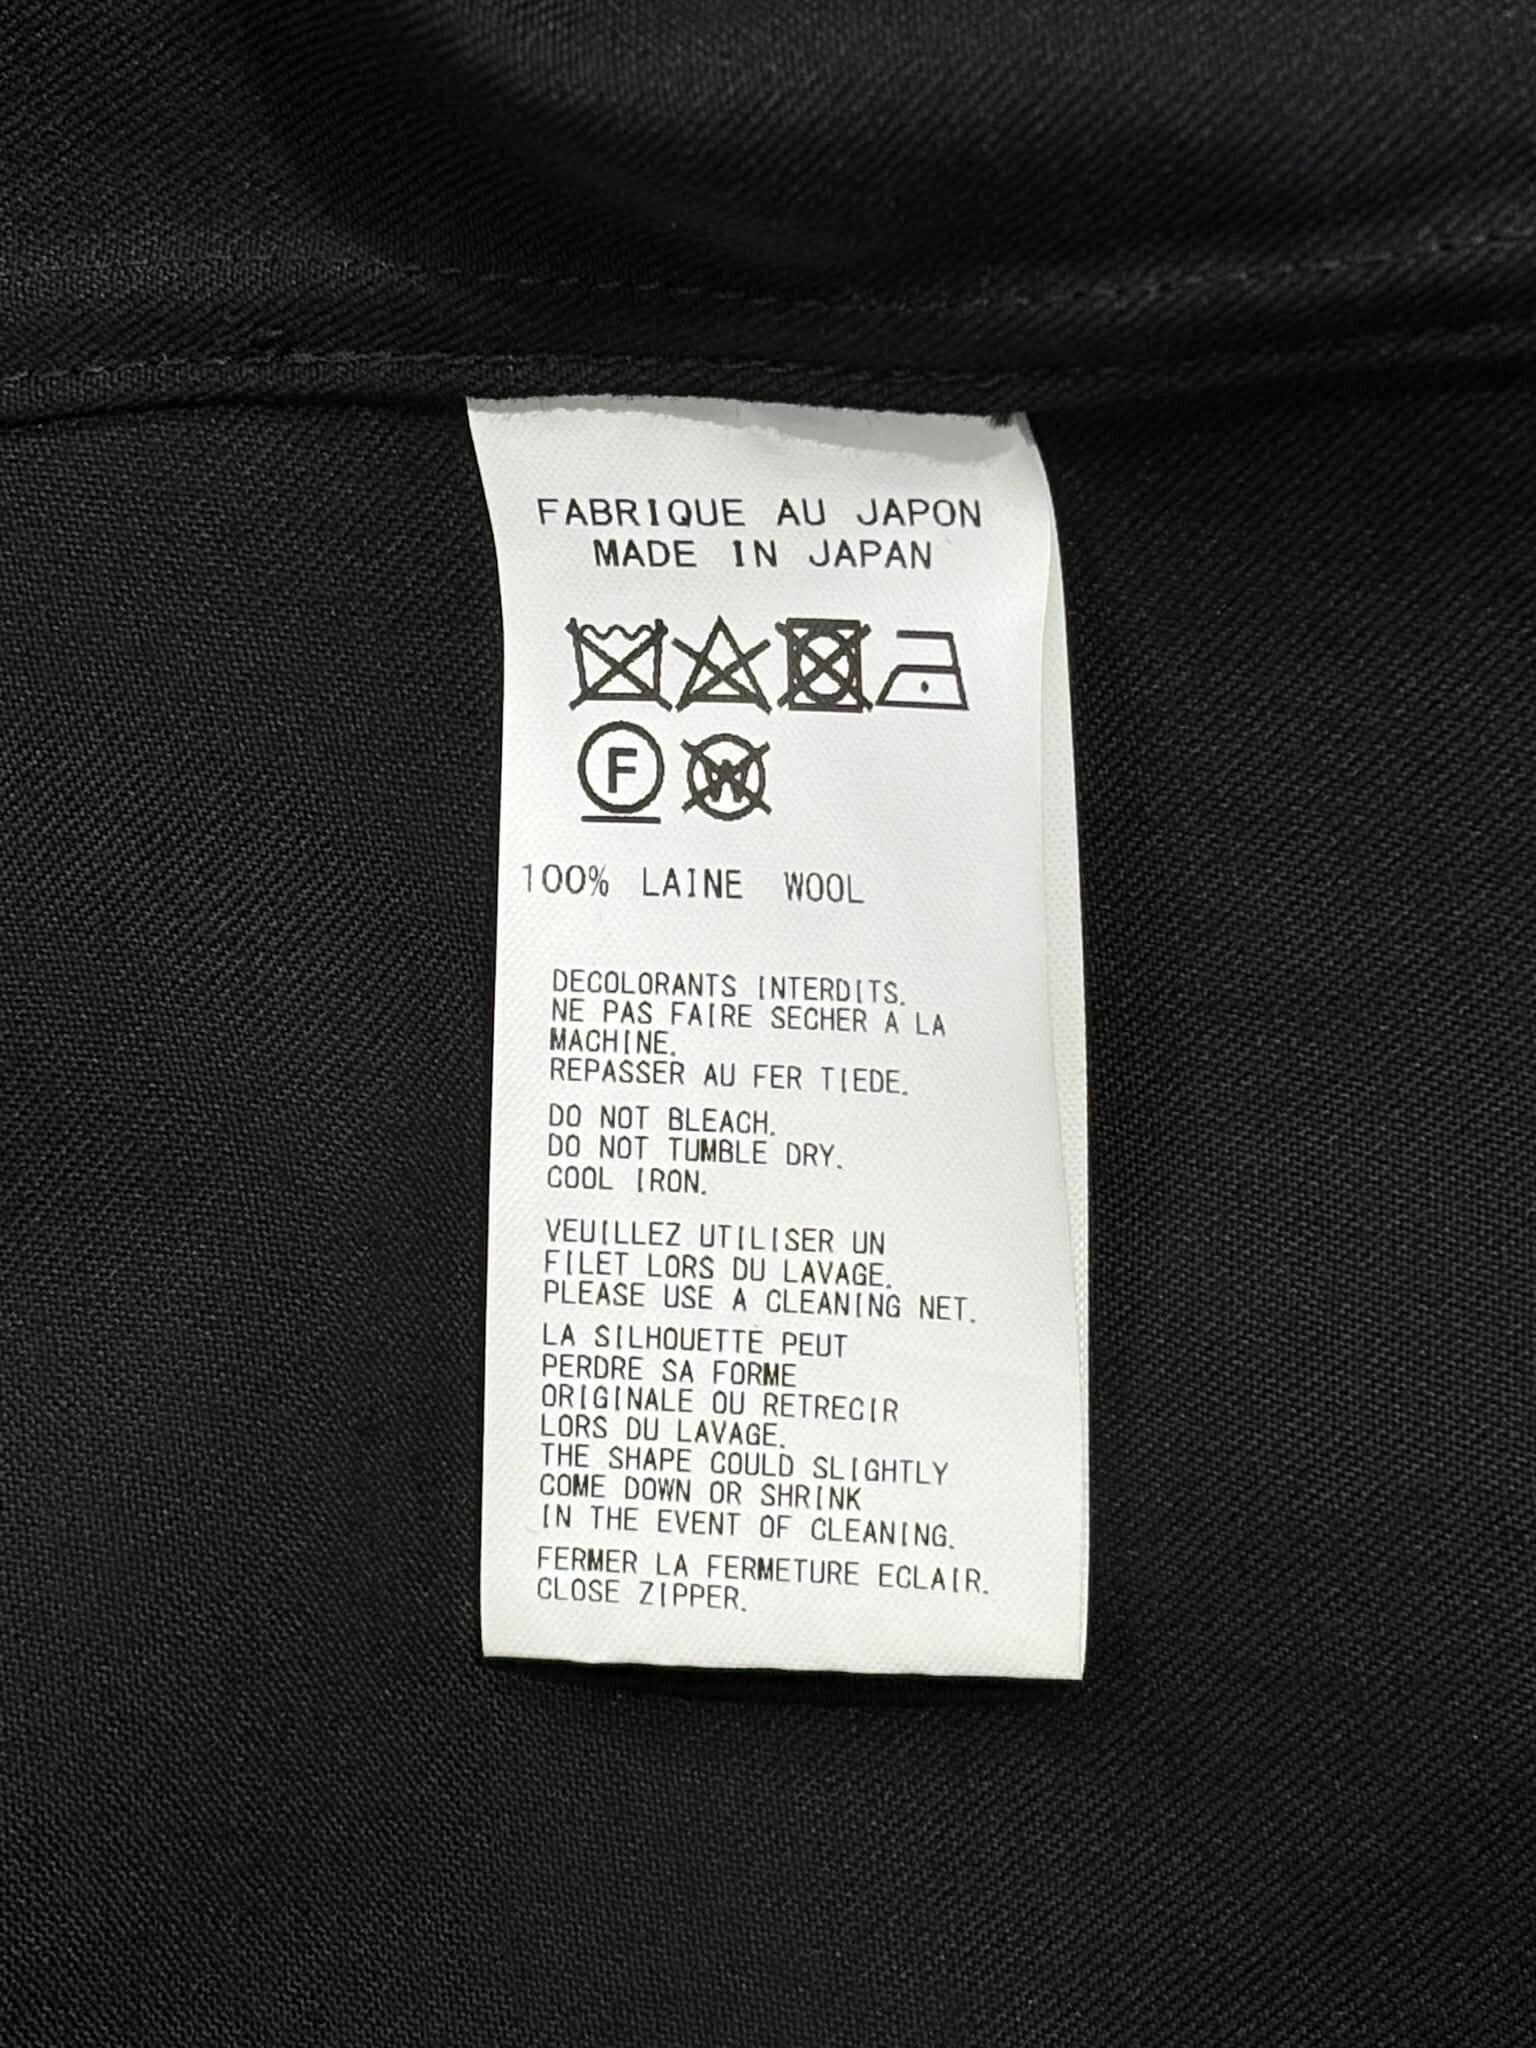 FABRIQUE AU JAPON
MADE IN JAPAN
F W
100% LAINE WOOL
DECOLORANTS INTERDITS.
NE PAS FAIRE SECHER A LA
MACHINE.
REPASSER AU FER TIEDE.
DO NOT BLEACH.
DO NOT TUMBLE DRY.
COOL IRON.
VEUILLEZ UTILISER UN
FILET LORS DU LAVAGE.
PLEASE USE A CLEANING NET.
LA SILHOUETTE PEUT
PERDRE SA FORME
ORIGINALE OU RETRECIR
LORS DU LAVAGE.
THE SHAPE COULD SLIGHTLY
COME DOWN OR SHRINK
IN THE EVENT OF CLEANING.
FERMER LA FERMETURE ECLAIR.
CLOSE ZIPPER.